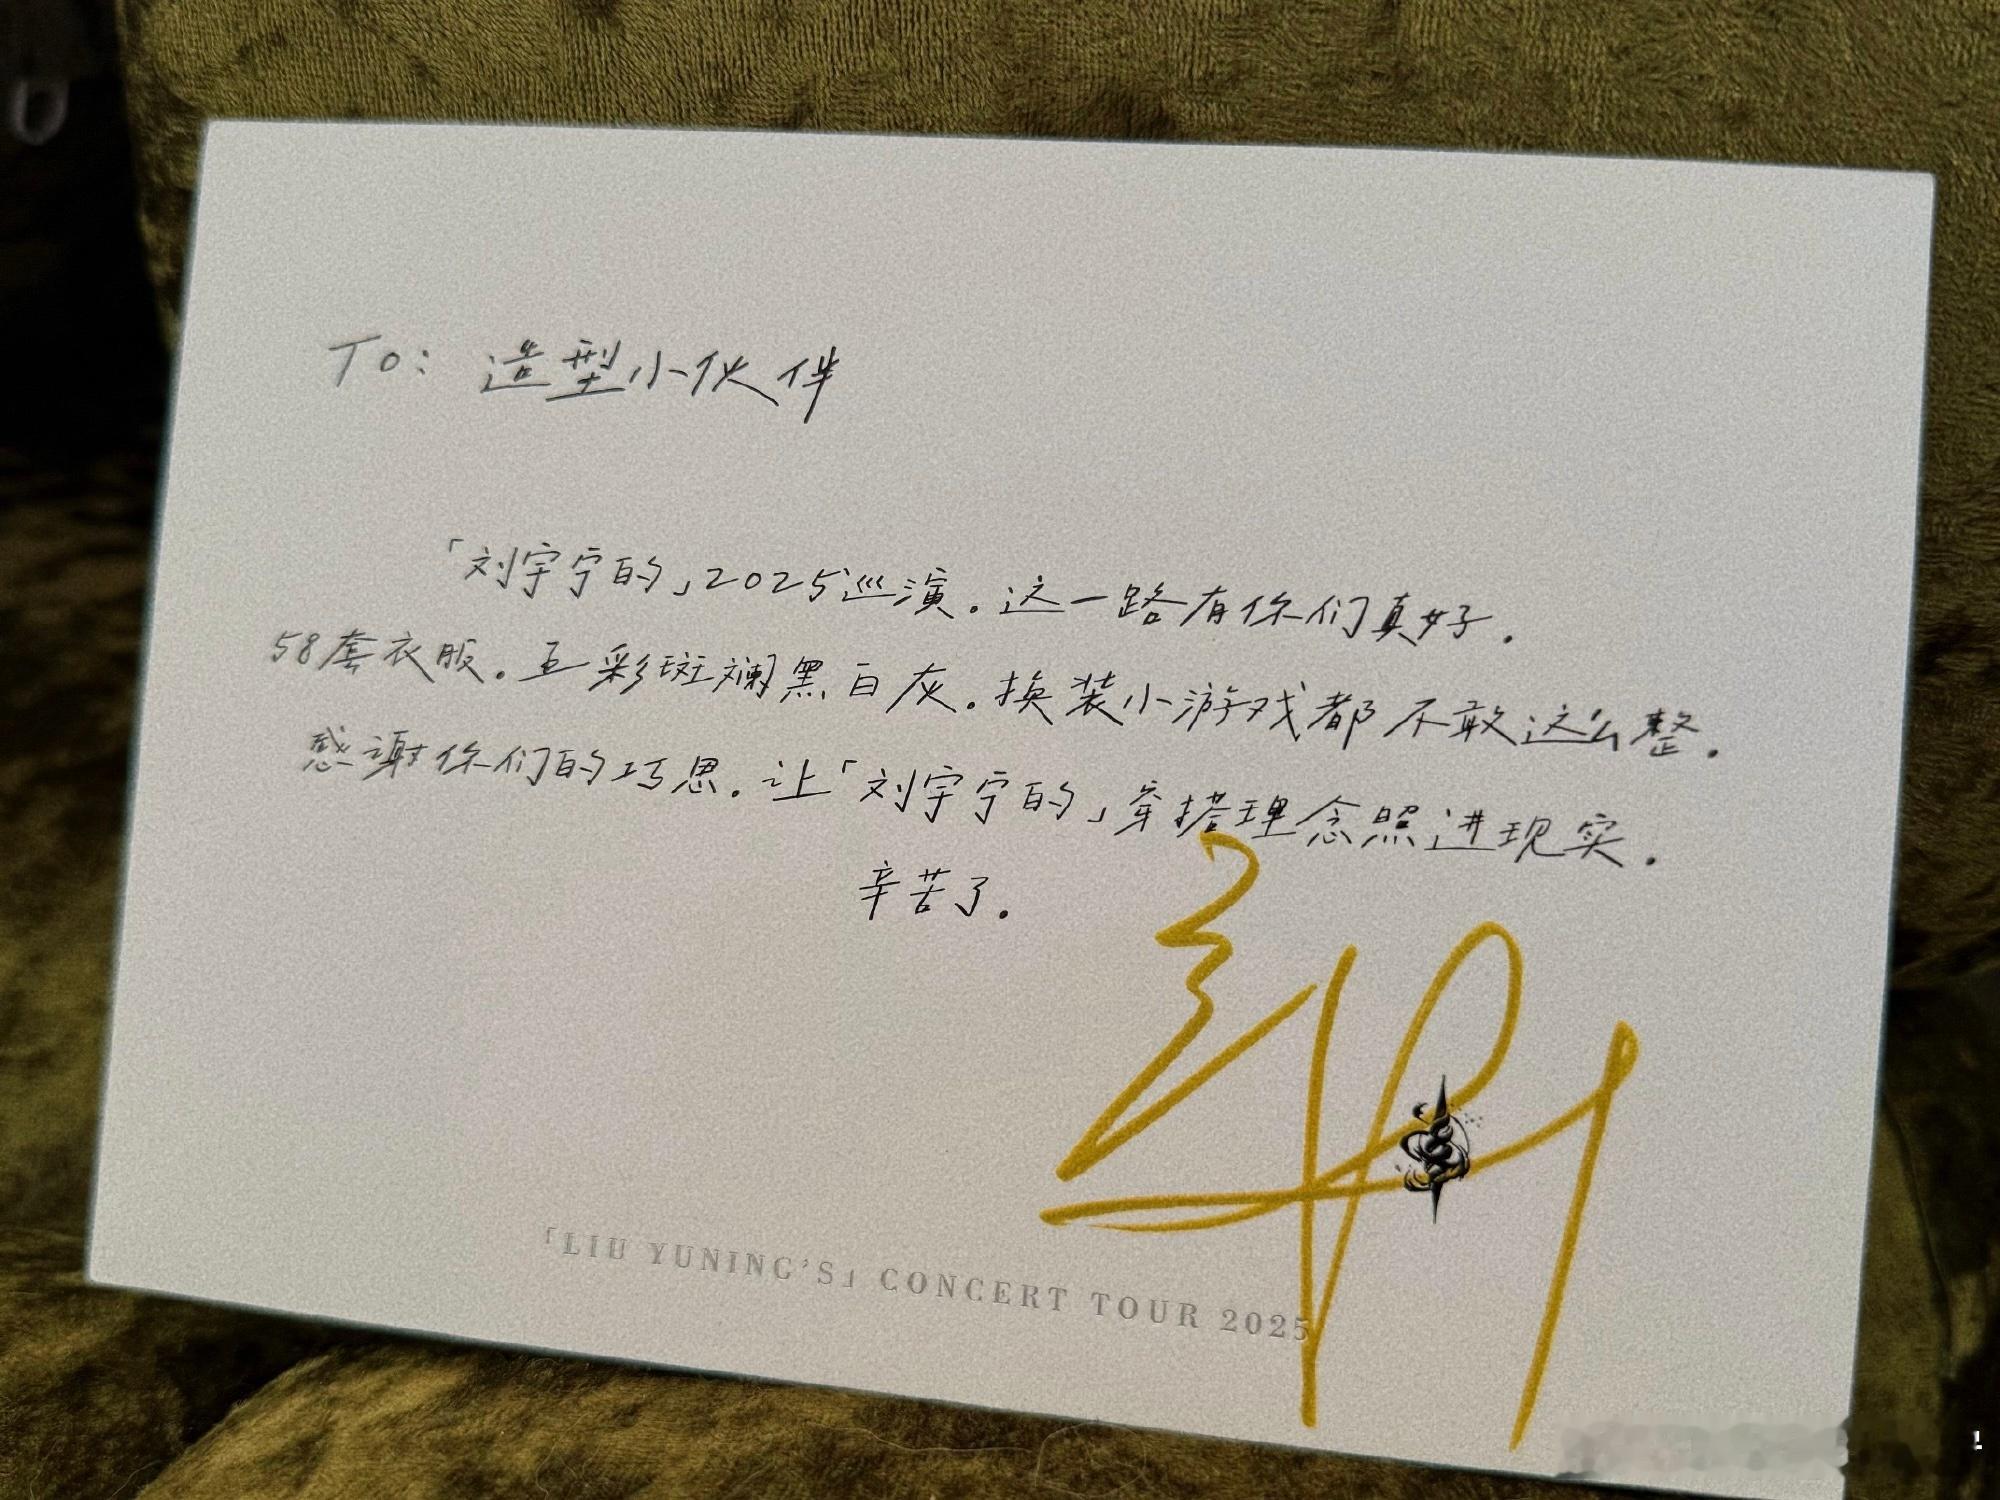 To: 造型小伙伴
「刘宇宁的」2025巡演.这一路有你们真好.
58套衣服.五彩斑斓黑白灰.换装小游戏都不敢这么整.
感谢你们的巧思.让「刘宇宁的」穿搭理念照进现实.
辛苦了.
「LIU YUNING'S」 CONCERT TOUR 2025